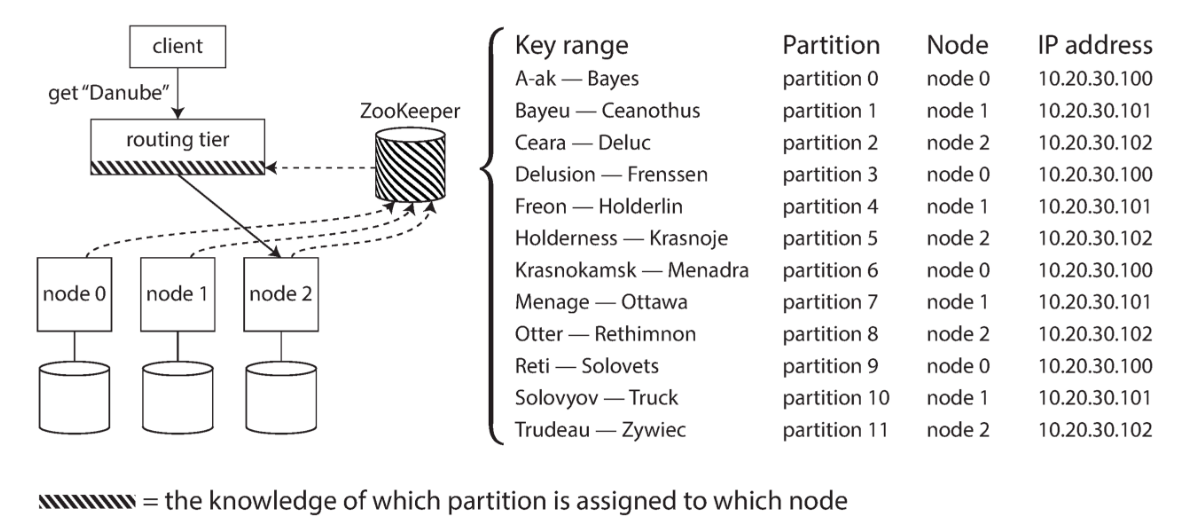 client
get “Danube”
routing tier
ZooKeeper
node 0 node 1 node 2
Key range Partition Node IP address
A-ak — Bayes partition 0 node 0 10.20.30.100
Bayeu — Ceanothus partition 1 node 1 10.20.30.101
Ceara — Deluc partition 2 node 2 10.20.30.102
Delusion — Frenssen partition 3 node 0 10.20.30.100
Freon — Holderlin partition 4 node 1 10.20.30.101
Holderness — Krasnoje partition 5 node 2 10.20.30.102
Krasnokamsk — Menadra partition 6 node 0 10.20.30.100
Menage — Ottawa partition 7 node 1 10.20.30.101
Otter — Rethimnon partition 8 node 2 10.20.30.102
Reti — Solovets partition 9 node 0 10.20.30.100
Solovyov — Truck partition 10 node 1 10.20.30.101
Trudeau — Zywiec partition 11 node 2 10.20.30.102
= the knowledge of which partition is assigned to which node